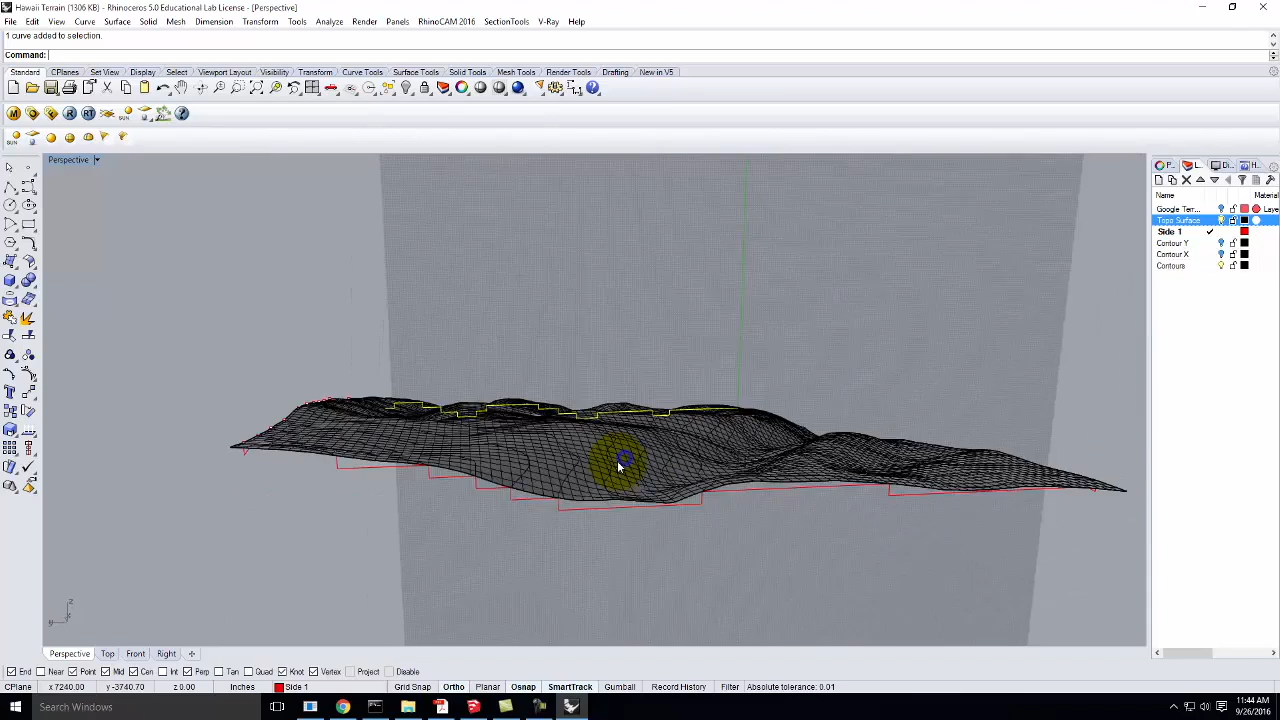 Hawaii Terrain (1306 KB) - Rhinoceros 5.0 Educational Lab License - [Perspective]
File Edit View Curve Surface Solid Mesh Dimension Transform Tools Analyze Render Panels RhinoCAM 2016 SectionTools V-Ray Help
1 curve added to selection.
Command:
Standard CPlanes Set View Display Select Viewport Layout Visibility Transform Curve Tools Surface Tools Solid Tools Mesh Tools Render Tools Drafting New in V5
Perspective
P... L... Di... H...
Name Material
Google Terr... Laye
Topo Surface
Side 1
Contour Y
Contour X
Contours
z
y
Perspective Top Front Right
End Near Point Mid Cen Int Perp Tan Quad Knot Vertex Project Disable
CPlane x 7240.00 y -3740.70 z 0.00 Inches Side 1 Grid Snap Ortho Planar Osnap SmartTrack Gumball Record History Filter Absolute tolerance: 0.01
Search Windows
11:44 AM
9/26/2016